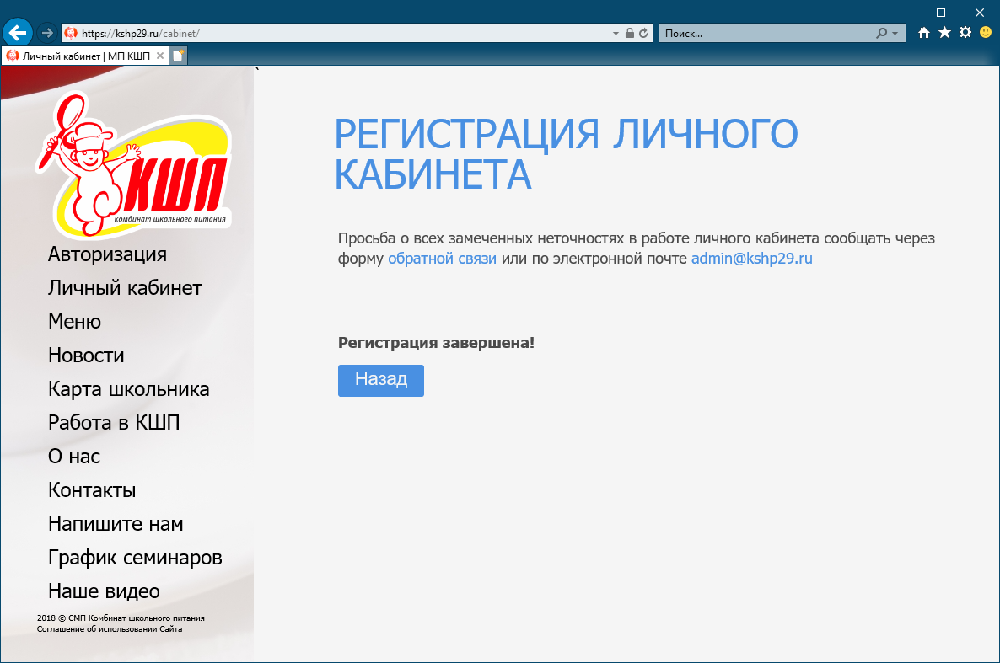 https://kshp29.ru/cabinet/
Поиск...
Личный кабинет | МП КШП
`
КШП
комбинат школьного питания
Авторизация
Личный кабинет
Меню
Новости
Карта школьника
Работа в КШП
О нас
Контакты
Напишите нам
График семинаров
Наше видео
2018 © СМП Комбинат школьного питания
Соглашение об использовании Сайта
РЕГИСТРАЦИЯ ЛИЧНОГО
КАБИНЕТА
Просьба о всех замеченных неточностях в работе личного кабинета сообщать через
форму обратной связи или по электронной почте admin@kshp29.ru
Регистрация завершена!
Назад